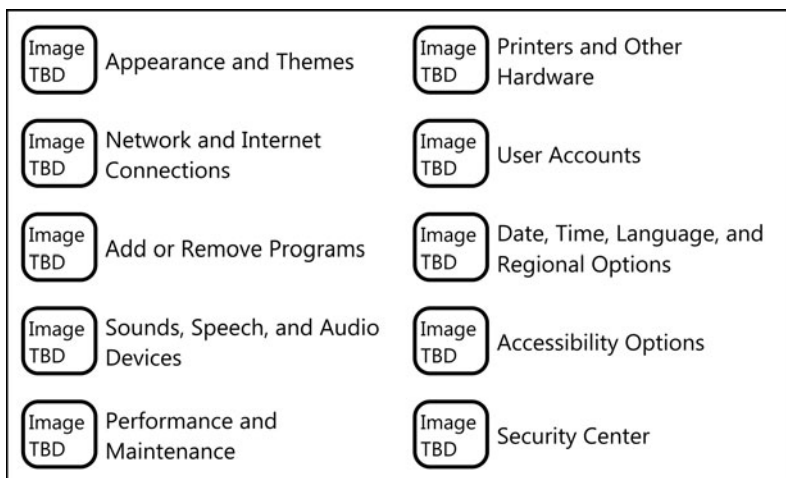 Image
TBD
Appearance and Themes
Image
TBD
Printers and Other
Hardware
Image
TBD
Network and Internet
Connections
Image
TBD
User Accounts
Image
TBD
Add or Remove Programs
Image
TBD
Date, Time, Language, and
Regional Options
Image
TBD
Sounds, Speech, and Audio
Devices
Image
TBD
Accessibility Options
Image
TBD
Performance and
Maintenance
Image
TBD
Security Center